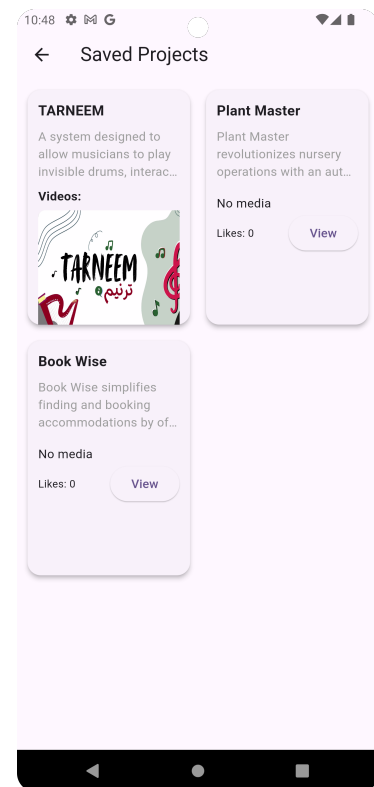 10:48
Saved Projects
TARNEEM
A system designed to
allow musicians to play
invisible drums, interac...
Videos:
TARNEEM
ترنيم
Plant Master
Plant Master
revolutionizes nursery
operations with an aut...
No media
Likes: 0 View
Book Wise
Book Wise simplifies
finding and booking
accommodations by of...
No media
Likes: 0 View